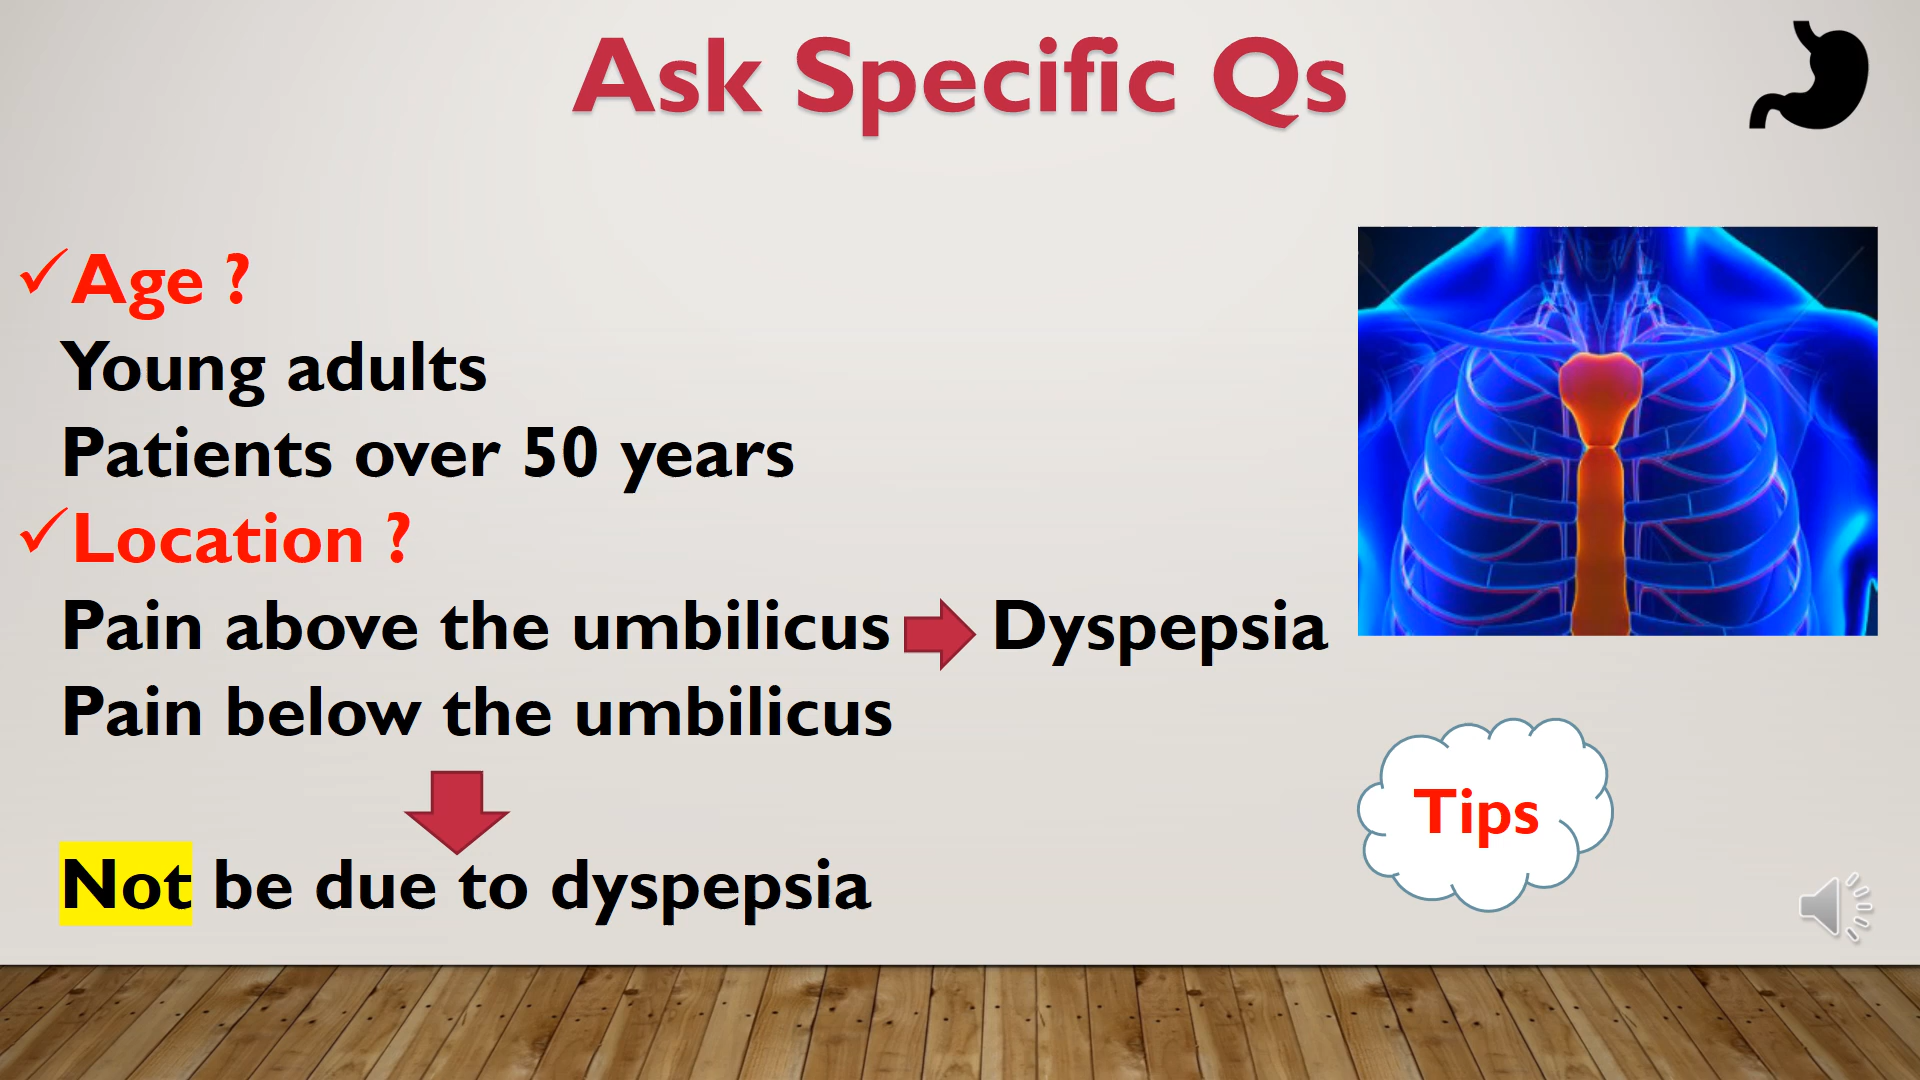 Ask Specific Qs
✓Age ?
Young adults
Patients over 50 years
✓Location ?
Pain above the umbilicus ➡ Dyspepsia
Pain below the umbilicus
Not be due to dyspepsia
Tips